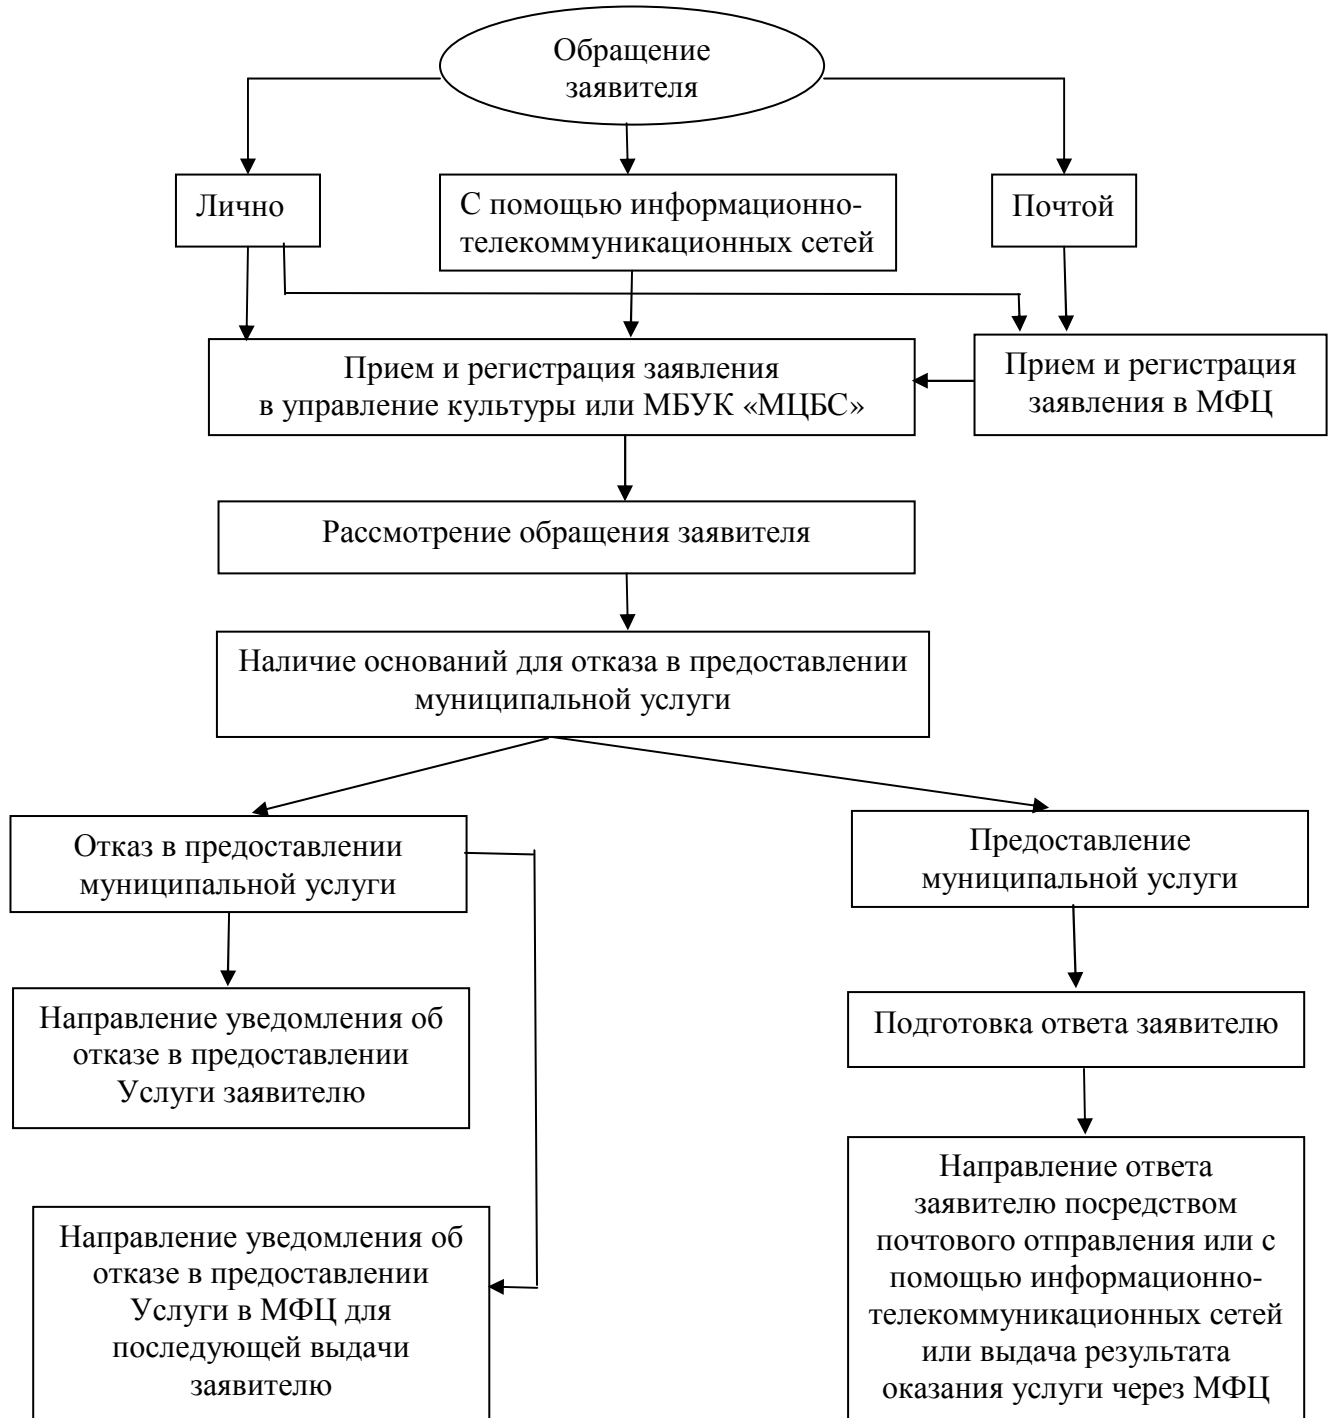 Обращение
заявителя
Лично
С помощью информационно-
телекоммуникационных сетей
Почтой
Прием и регистрация заявления
в управление культуры или МБУК «МЦБС»
Прием и регистрация
заявления в МФЦ
Рассмотрение обращения заявителя
Наличие оснований для отказа в предоставлении
муниципальной услуги
Отказ в предоставлении
муниципальной услуги
Предоставление
муниципальной услуги
Направление уведомления об
отказе в предоставлении
Услуги заявителю
Подготовка ответа заявителю
Направление уведомления об
отказе в предоставлении
Услуги в МФЦ для
последующей выдачи
заявителю
Направление ответа
заявителю посредством
почтового отправления или с
помощью информационно-
телекоммуникационных сетей
или выдача результата
оказания услуги через МФЦ